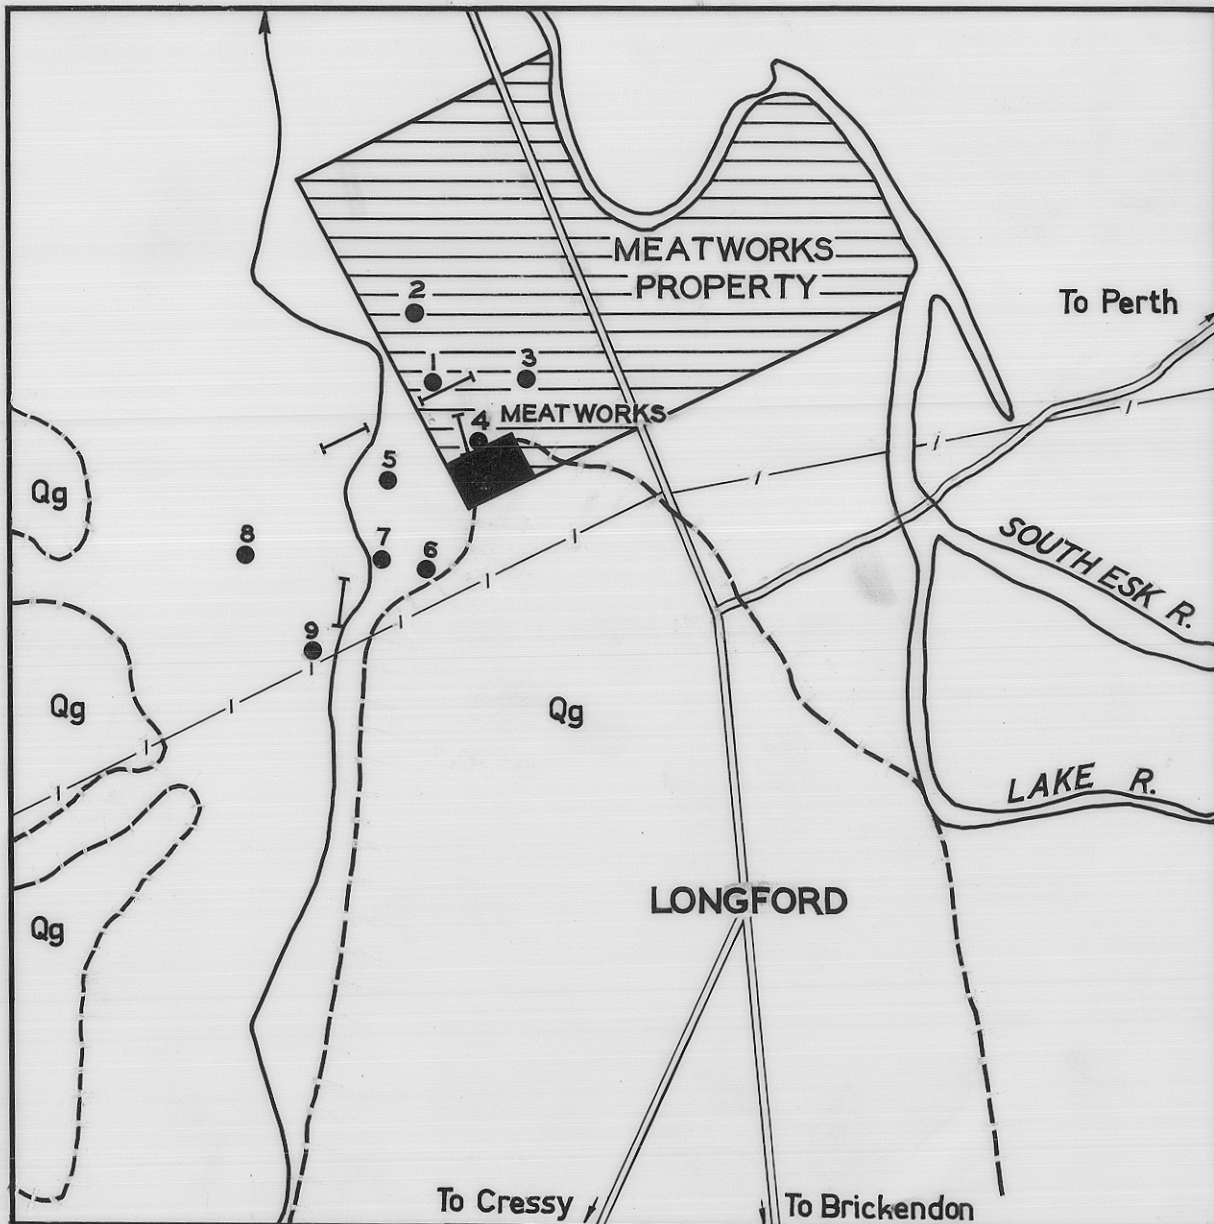 MEATWORKS
PROPERTY
2
To Perth
1
3
MEATWORKS
4
5
Qg
8
7
6
SOUTH ESK R.
9
Qg
Qg
LAKE R.
LONGFORD
Qg
To Cressy
To Brickendon